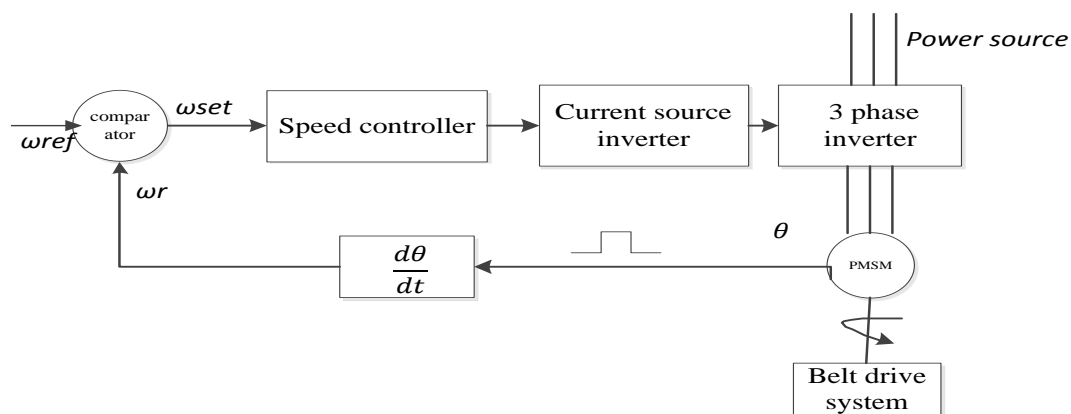 Power source
ωref
compar
ator
ωset
Speed controller
Current source
inverter
3 phase
inverter
ωr
dθ
dt
θ
PMSM
Belt drive
system